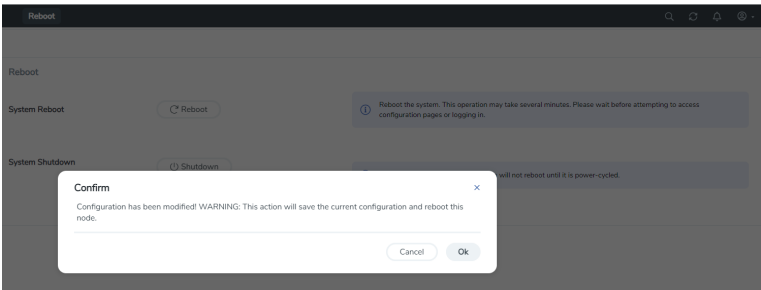 Reboot
Reboot
System Reboot
Reboot
Reboot the system. This operation may take several minutes. Please wait before attempting to access
configuration pages or logging in.
System Shutdown
Shutdown
will not reboot until it is power-cycled.
Confirm
Configuration has been modified! WARNING: This action will save the current configuration and reboot this
node.
Cancel
Ok